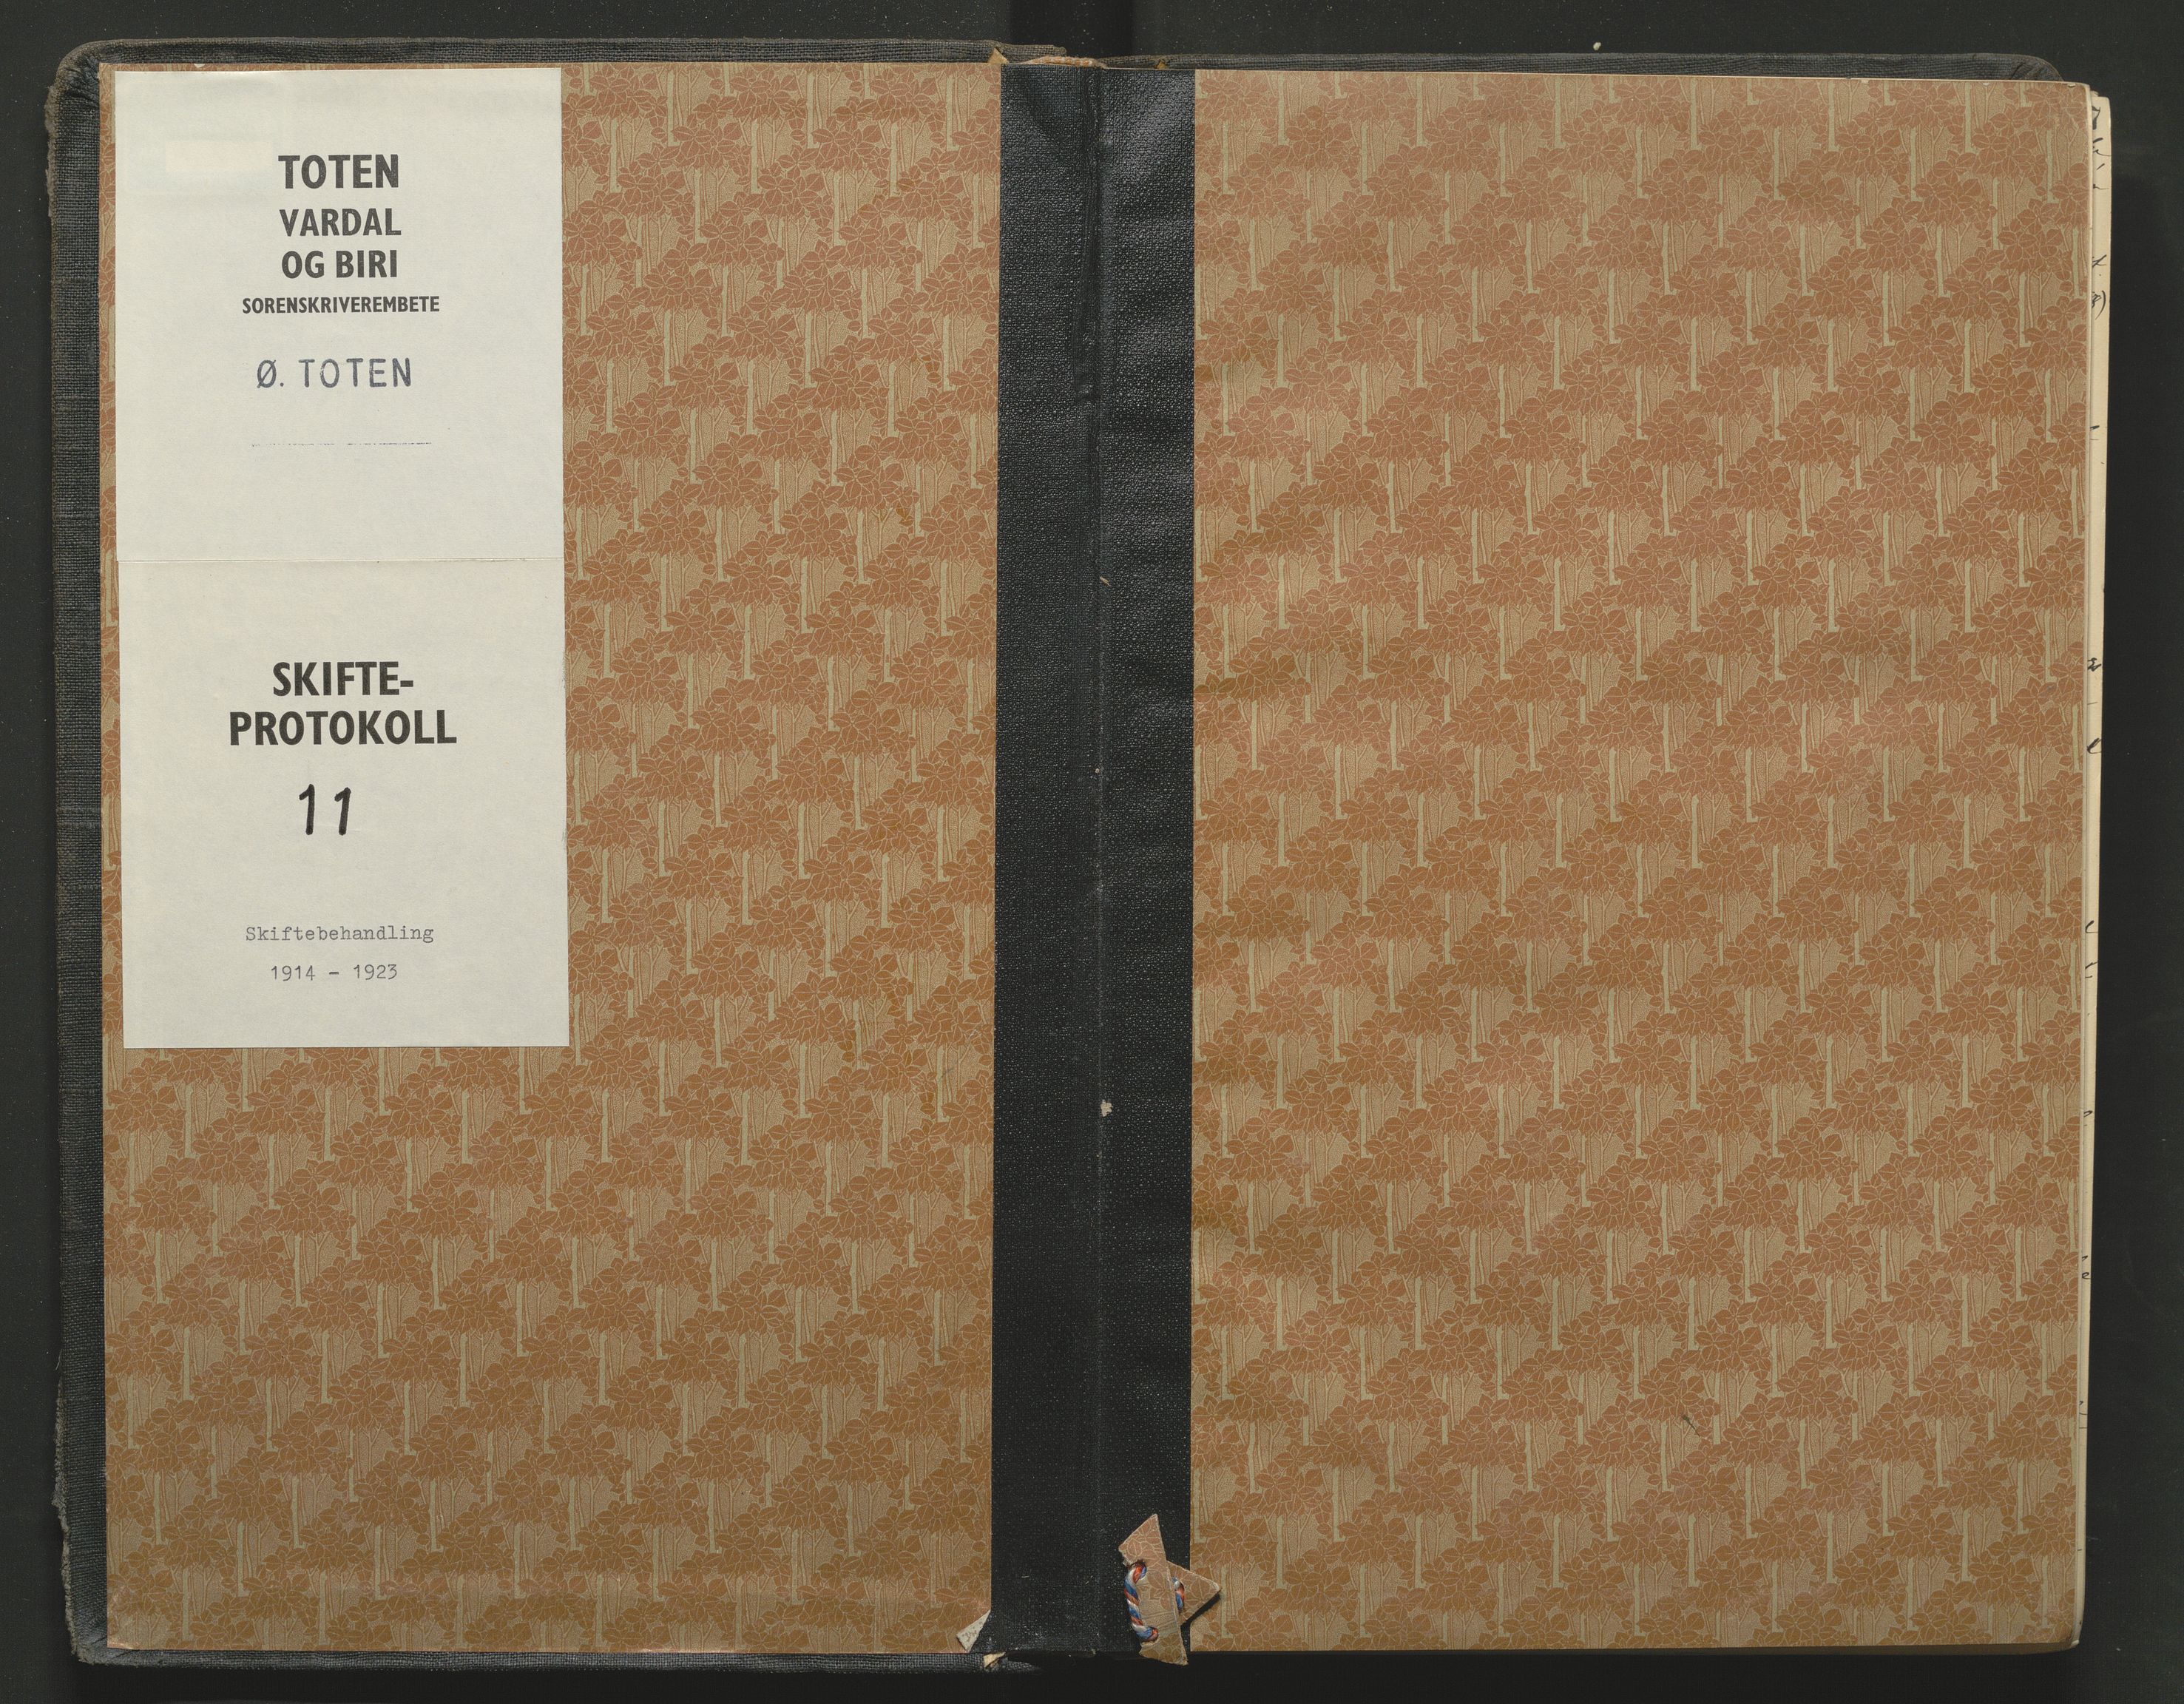 TOTEN
VARDAL
OG BIRI
SORENSKRIVEREMBETE
Ø. TOTEN
SKIFTE-
PROTOKOLL
11
Skiftebehandling
1914 - 1923